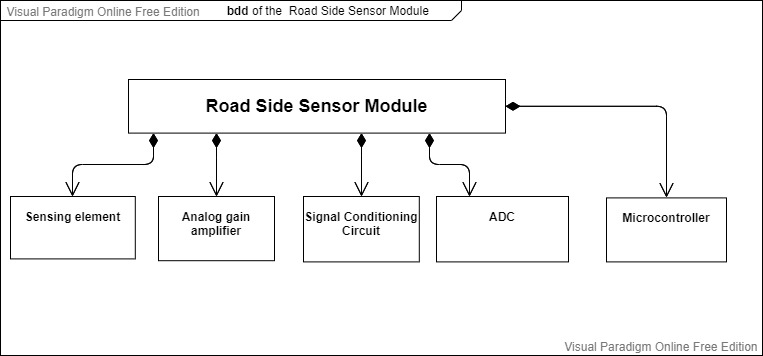 Visual Paradigm Online Free Edition
bdd of the Road Side Sensor Module
Road Side Sensor Module
Sensing element
Analog gain
amplifier
Signal Conditioning
Circuit
ADC
Microcontroller
Visual Paradigm Online Free Edition